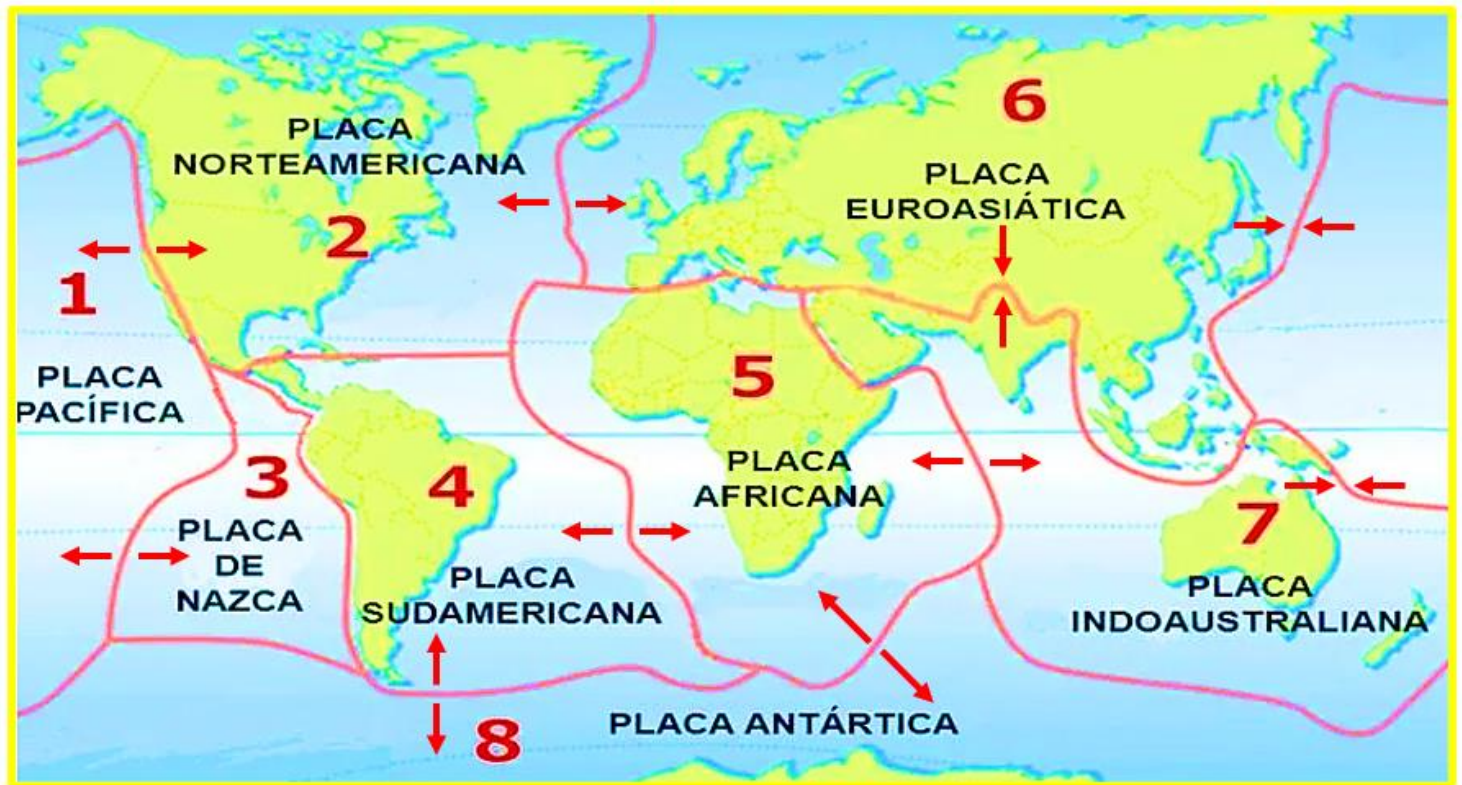 6
PLACA
NORTEAMERICANA
PLACA
EUROASIÁTICA
2
1
PLACA
PACÍFICA
5
PLACA
AFRICANA
3
PLACA
DE
NAZCA
4
PLACA
SUDAMERICANA
7
PLACA
INDOAUSTRALIANA
8
PLACA ANTÁRTICA